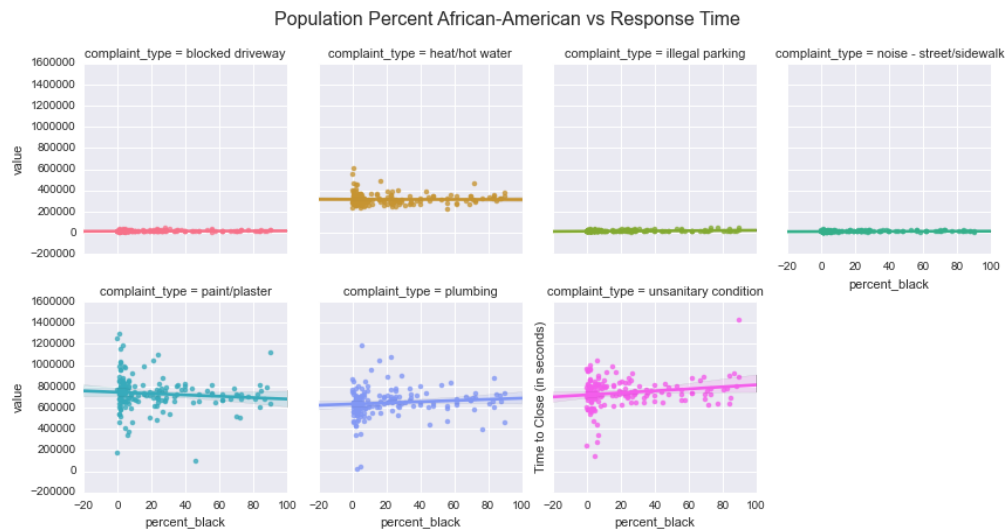 Population Percent African-American vs Response Time
complaint_type = blocked driveway
complaint_type = heat/hot water
complaint_type = illegal parking
complaint_type = noise - street/sidewalk
value
1600000
1400000
1200000
1000000
800000
600000
400000
200000
0
−200000
−20 0 20 40 60 80 100
percent_black
complaint_type = paint/plaster
complaint_type = plumbing
complaint_type = unsanitary condition
value
1600000
1400000
1200000
1000000
800000
600000
400000
200000
0
−200000
Time to Close (in seconds)
−20 0 20 40 60 80 100
−20 0 20 40 60 80 100
−20 0 20 40 60 80 100
percent_black
percent_black
percent_black